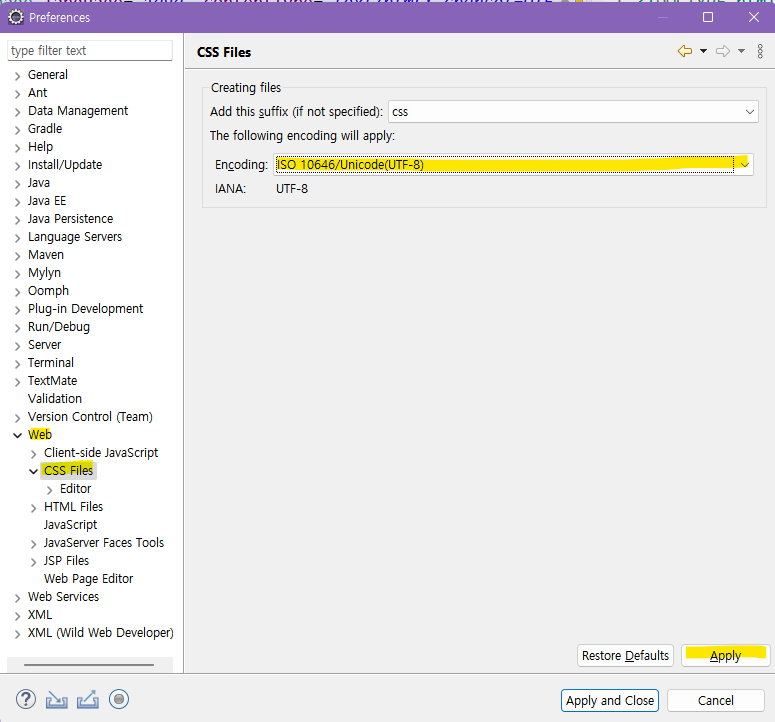 Preferences
type filter text
General
Ant
Data Management
Gradle
Help
Install/Update
Java
Java EE
Java Persistence
Language Servers
Maven
Mylyn
Oomph
Plug-in Development
Run/Debug
Server
Terminal
TextMate
Validation
Version Control (Team)
Web
Client-side JavaScript
CSS Files
Editor
HTML Files
JavaScript
JavaServer Faces Tools
JSP Files
Web Page Editor
Web Services
XML
XML (Wild Web Developer)
CSS Files
Creating files
Add this suffix (if not specified): css
The following encoding will apply:
Encoding: ISO 10646/Unicode(UTF-8)
IANA: UTF-8
Restore Defaults Apply
Apply and Close Cancel